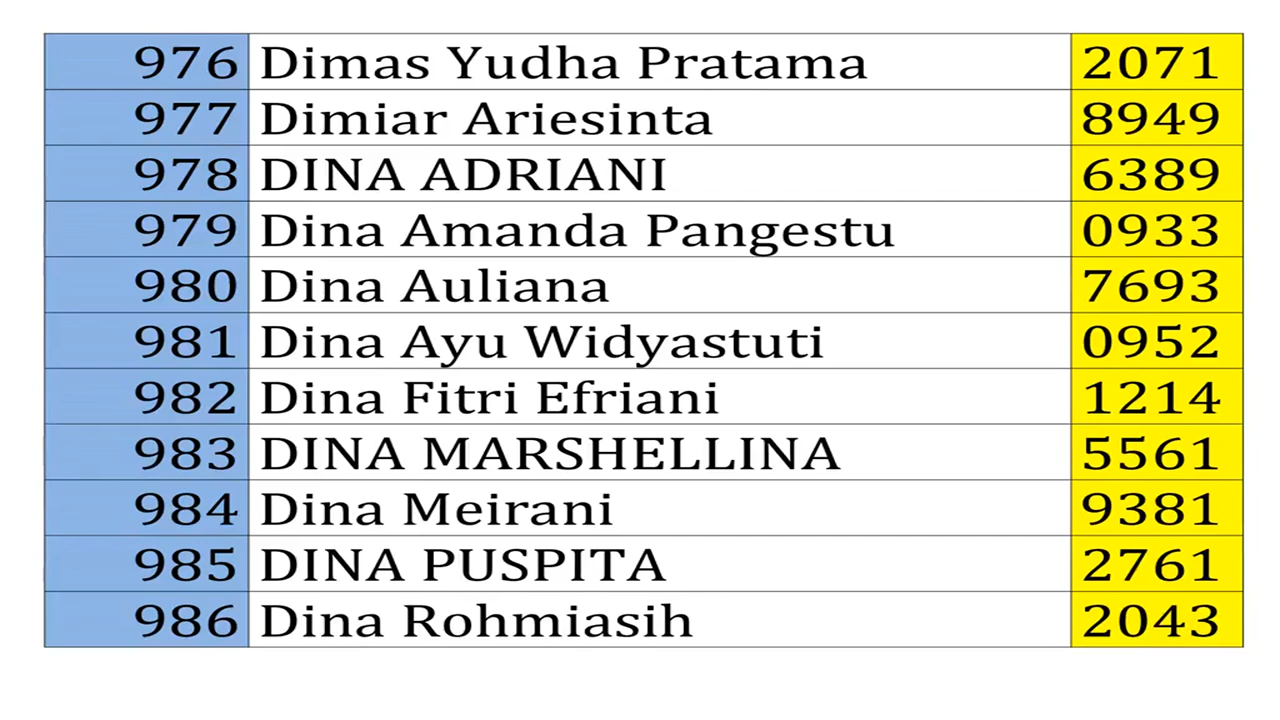 976 Dimas Yudha Pratama 2071
977 Dimiar Ariesinta 8949
978 DINA ADRIANI 6389
979 Dina Amanda Pangestu 0933
980 Dina Auliana 7693
981 Dina Ayu Widyastuti 0952
982 Dina Fitri Efriani 1214
983 DINA MARSHELLINA 5561
984 Dina Meirani 9381
985 DINA PUSPITA 2761
986 Dina Rohmiasih 2043